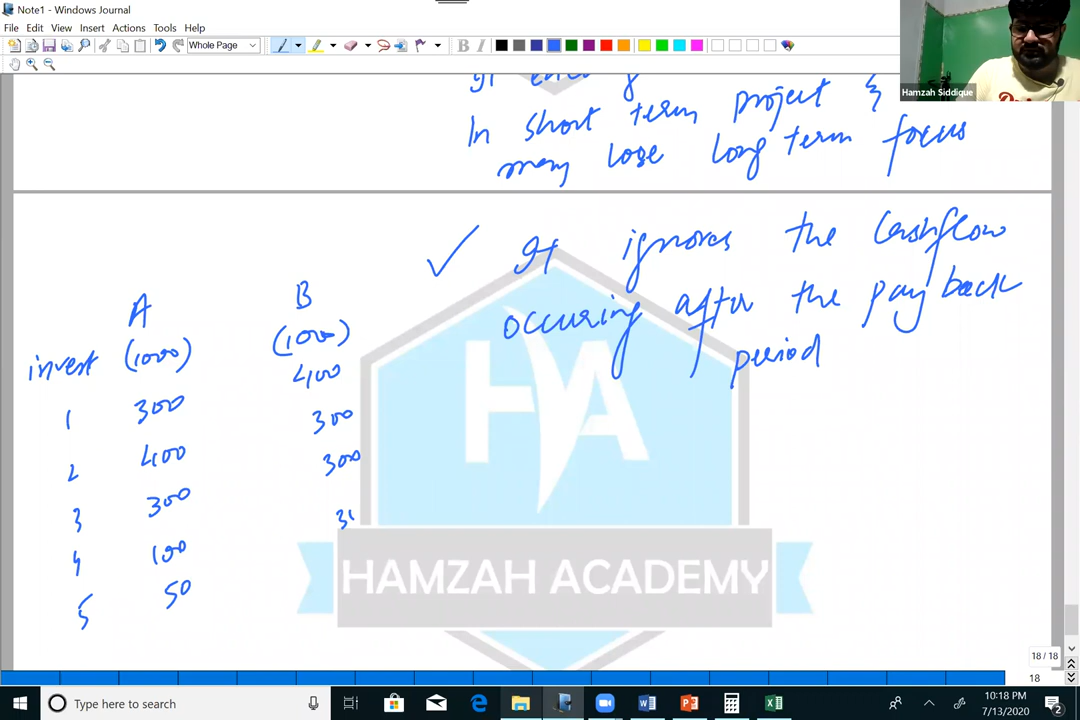 Note1 - Windows Journal
File Edit View Insert Actions Tools Help
Whole Page
B I
Hamzah Siddique
In short term project &
may lose long term focus
✓ It ignores the Cashflow
occuring after the pay back
period
A B
invest (1000) (1000)
400
1 300 300
2 400 300
3 300
4 100
5 50
HA
HAMZAH ACADEMY
18 / 18
18
Type here to search
10:18 PM
7/13/2020
2